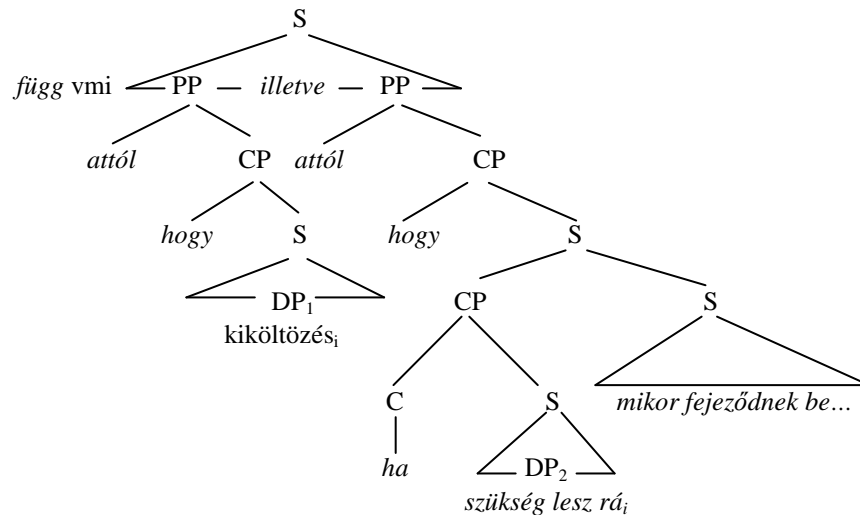 S
függ vmi PP illetve PP
attól CP attól CP
hogy S hogy S
DP₁ CP S
kiköltözésᵢ
C S mikor fejeződnek be…
ha DP₂
szükség lesz ráᵢ